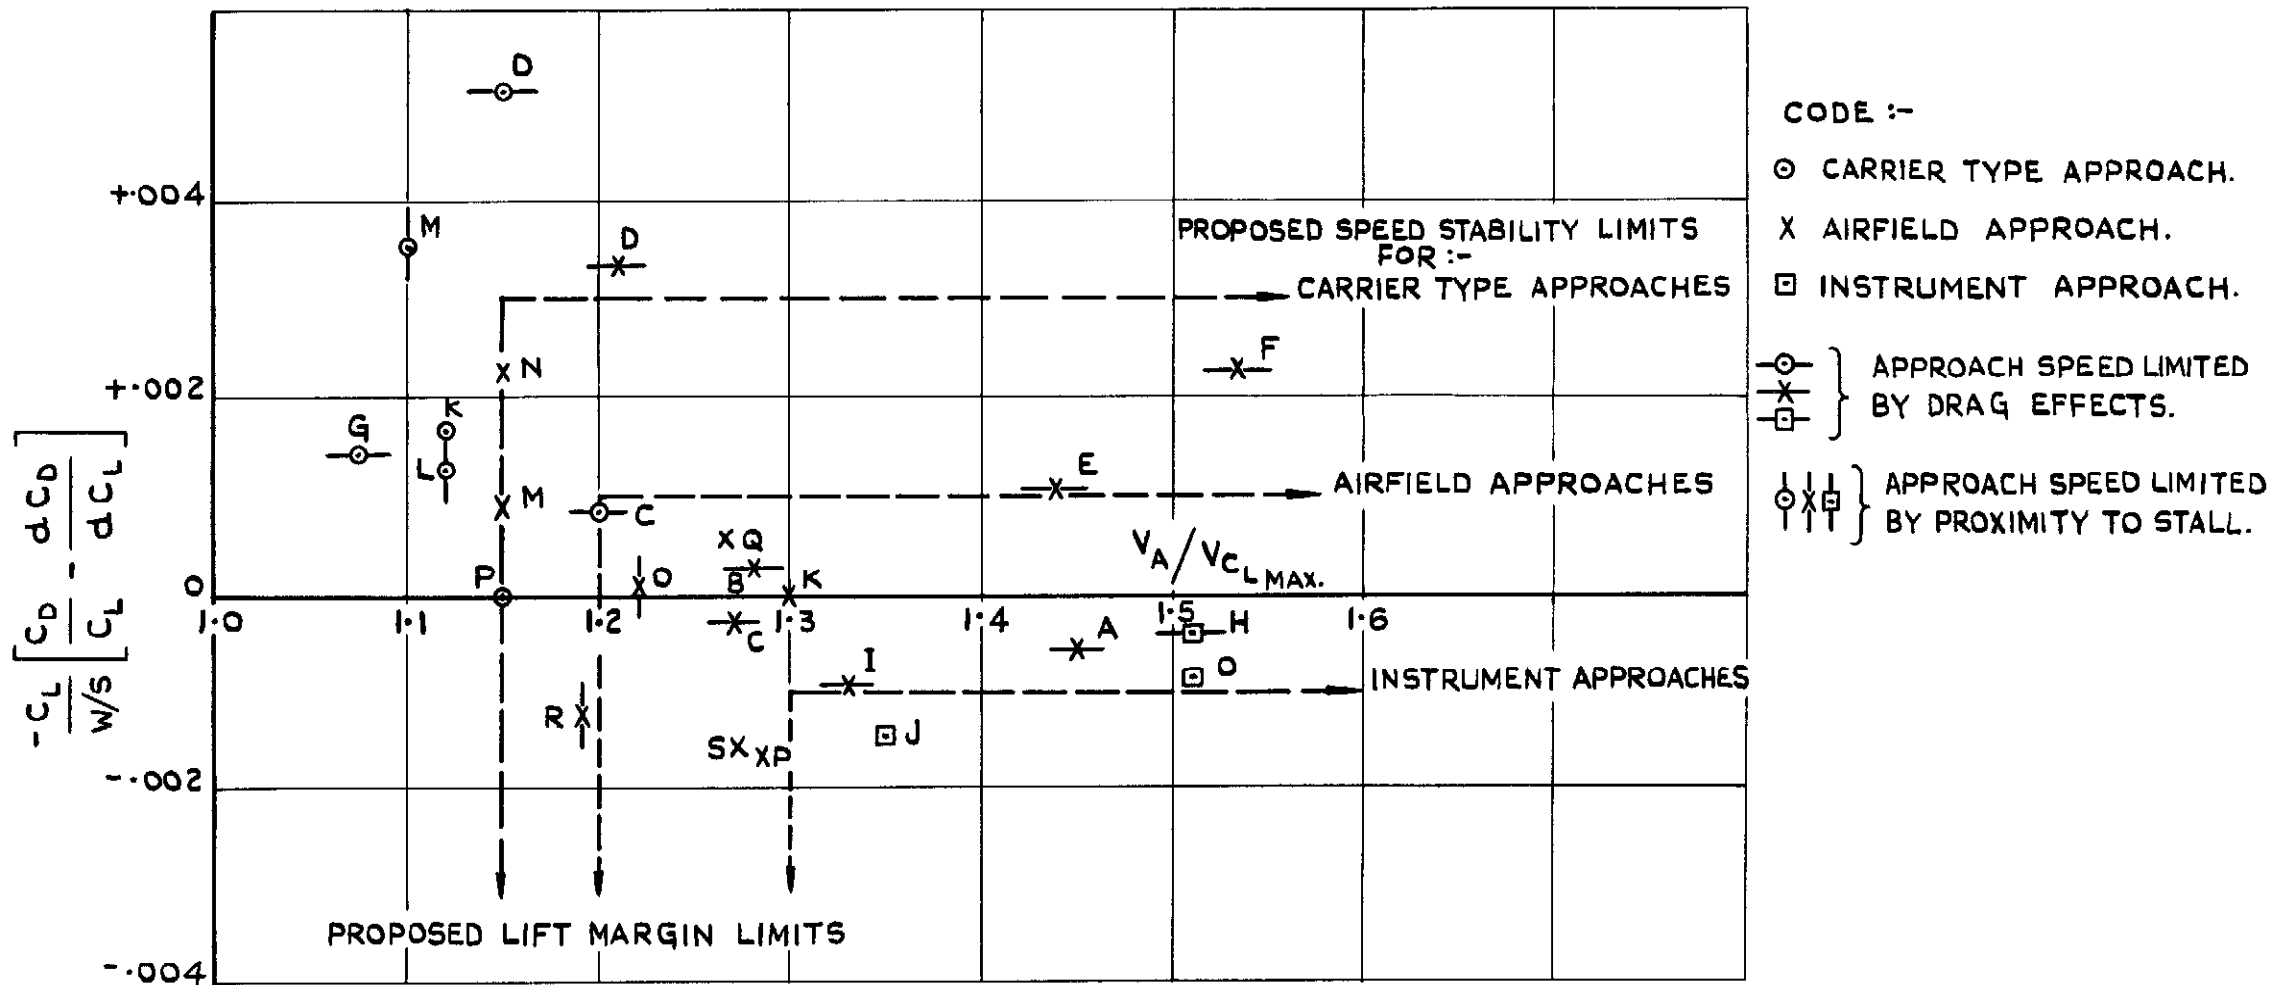 D
CODE :-
⊙ CARRIER TYPE APPROACH.
+·004
M
D
PROPOSED SPEED STABILITY LIMITS
FOR :-
CARRIER TYPE APPROACHES
X AIRFIELD APPROACH.
⊡ INSTRUMENT APPROACH.
N
F
+·002
K
G
L
APPROACH SPEED LIMITED
BY DRAG EFFECTS.
E
AIRFIELD APPROACHES
M
C
APPROACH SPEED LIMITED
BY PROXIMITY TO STALL.
Q
V_A / V_C_L MAX.
P
O
B
K
0
1·0
1·1
1·2
1·3
1·4
1·5
1·6
C
A
H
I
O
INSTRUMENT APPROACHES
R
S
P
J
-C_L / W/S [ C_D / C_L - dC_D / dC_L ]
-·002
PROPOSED LIFT MARGIN LIMITS
-·004